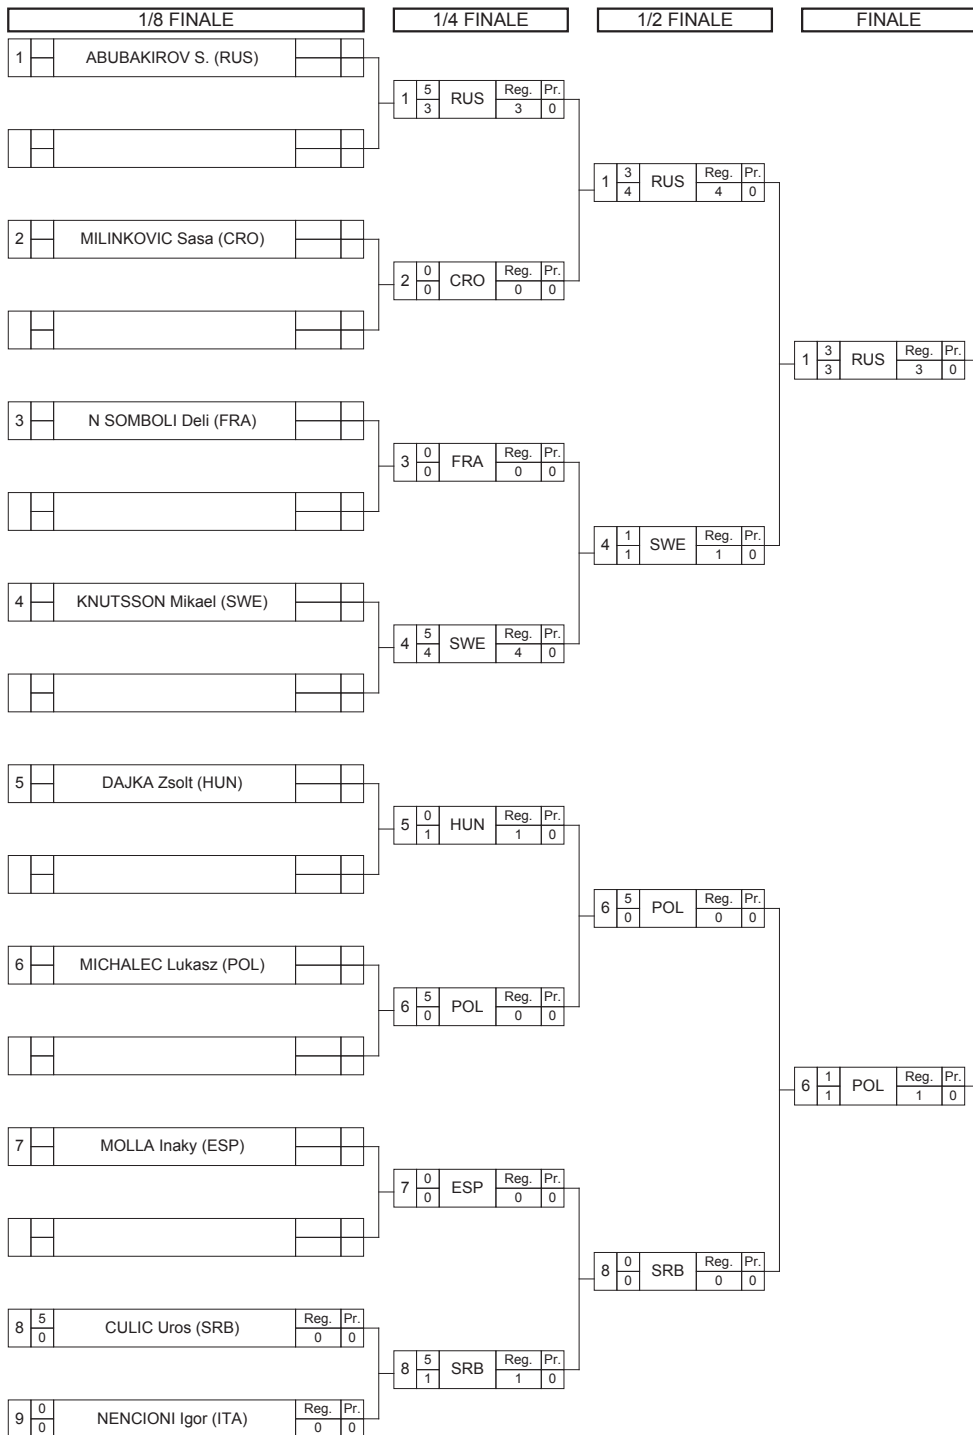 1/8 FINALE 1/4 FINALE 1/2 FINALE FINALE
1 ABUBAKIROV S. (RUS)
1 5 3 RUS Reg. 3 Pr. 0
1 3 4 RUS Reg. 4 Pr. 0
2 MILINKOVIC Sasa (CRO)
2 0 0 CRO Reg. 0 Pr. 0
1 3 3 RUS Reg. 3 Pr. 0
3 N SOMBOLI Deli (FRA)
3 0 0 FRA Reg. 0 Pr. 0
4 1 1 SWE Reg. 1 Pr. 0
4 KNUTSSON Mikael (SWE)
4 5 4 SWE Reg. 4 Pr. 0
5 DAJKA Zsolt (HUN)
5 0 1 HUN Reg. 1 Pr. 0
6 5 0 POL Reg. 0 Pr. 0
6 MICHALEC Lukasz (POL)
6 5 0 POL Reg. 0 Pr. 0
6 1 1 POL Reg. 1 Pr. 0
7 MOLLA Inaky (ESP)
7 0 0 ESP Reg. 0 Pr. 0
8 0 0 SRB Reg. 0 Pr. 0
8 5 0 CULIC Uros (SRB) Reg. 0 Pr. 0
8 5 1 SRB Reg. 1 Pr. 0
9 0 0 NENCIONI Igor (ITA) Reg. 0 Pr. 0